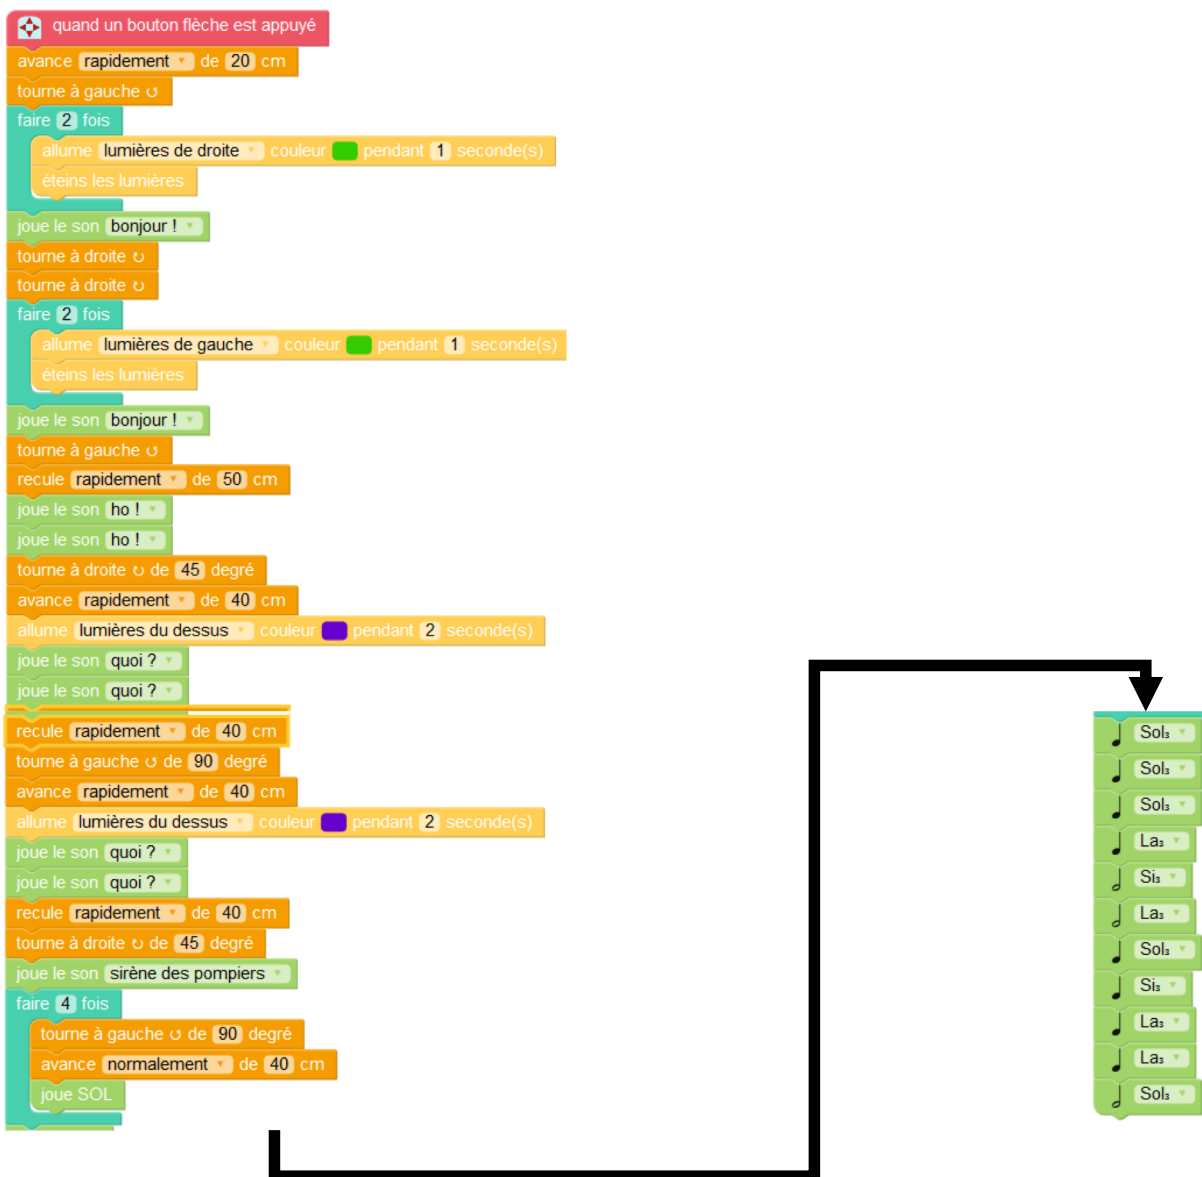 quand un bouton flèche est appuyé
avance rapidement de 20 cm
tourne à gauche ↺
faire 2 fois
allume lumières de droite couleur pendant 1 seconde(s)
éteins les lumières
joue le son bonjour !
tourne à droite ↻
tourne à droite ↻
faire 2 fois
allume lumières de gauche couleur pendant 1 seconde(s)
éteins les lumières
joue le son bonjour !
tourne à gauche ↺
recule rapidement de 50 cm
joue le son ho !
joue le son ho !
tourne à droite ↻ de 45 degré
avance rapidement de 40 cm
allume lumières du dessus couleur pendant 2 seconde(s)
joue le son quoi ?
joue le son quoi ?
recule rapidement de 40 cm
tourne à gauche ↺ de 90 degré
avance rapidement de 40 cm
allume lumières du dessus couleur pendant 2 seconde(s)
joue le son quoi ?
joue le son quoi ?
recule rapidement de 40 cm
tourne à droite ↻ de 45 degré
joue le son sirène des pompiers
faire 4 fois
tourne à gauche ↺ de 90 degré
avance normalement de 40 cm
joue SOL
Sol₃
Sol₃
Sol₃
La₃
Si₃
La₃
Sol₃
Si₃
La₃
La₃
Sol₃